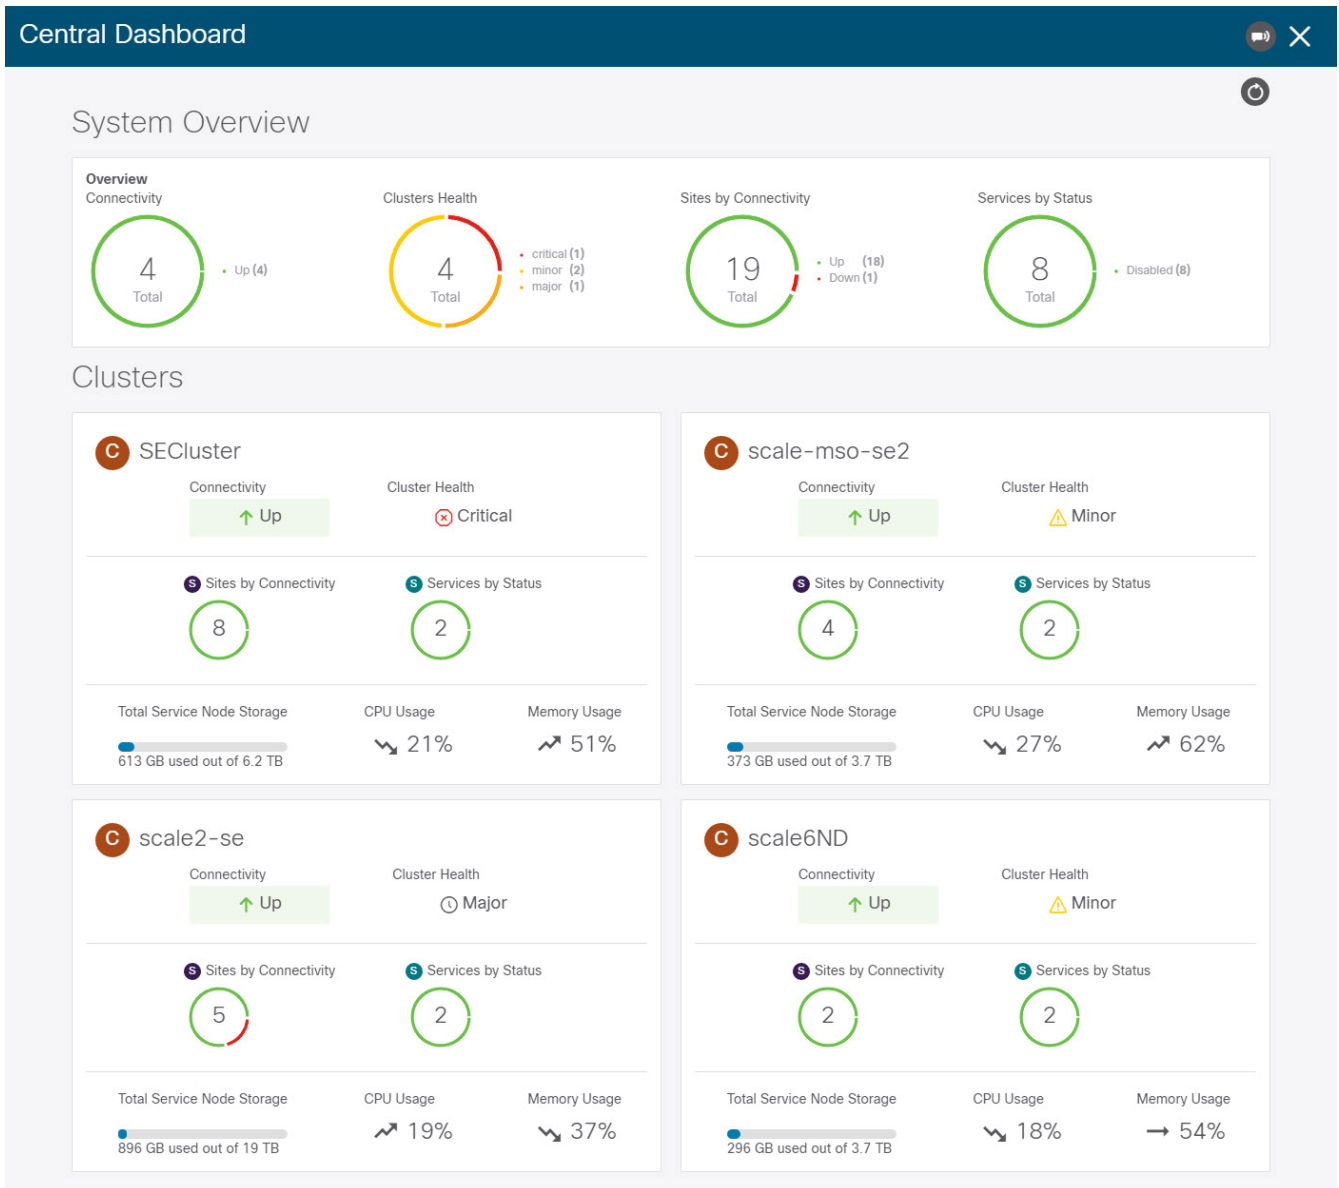 Central Dashboard
System Overview
Overview
Connectivity
4
Total
Up (4)
Clusters Health
4
Total
critical (1)
minor (2)
major (1)
Sites by Connectivity
19
Total
Up (18)
Down (1)
Services by Status
8
Total
Disabled (8)
Clusters
C SECluster
Connectivity
Up
Cluster Health
Critical
S Sites by Connectivity
8
S Services by Status
2
Total Service Node Storage
613 GB used out of 6.2 TB
CPU Usage
21%
Memory Usage
51%
C scale-mso-se2
Connectivity
Up
Cluster Health
Minor
S Sites by Connectivity
4
S Services by Status
2
Total Service Node Storage
373 GB used out of 3.7 TB
CPU Usage
27%
Memory Usage
62%
C scale2-se
Connectivity
Up
Cluster Health
Major
S Sites by Connectivity
5
S Services by Status
2
Total Service Node Storage
896 GB used out of 19 TB
CPU Usage
19%
Memory Usage
37%
C scale6ND
Connectivity
Up
Cluster Health
Minor
S Sites by Connectivity
2
S Services by Status
2
Total Service Node Storage
296 GB used out of 3.7 TB
CPU Usage
18%
Memory Usage
54%